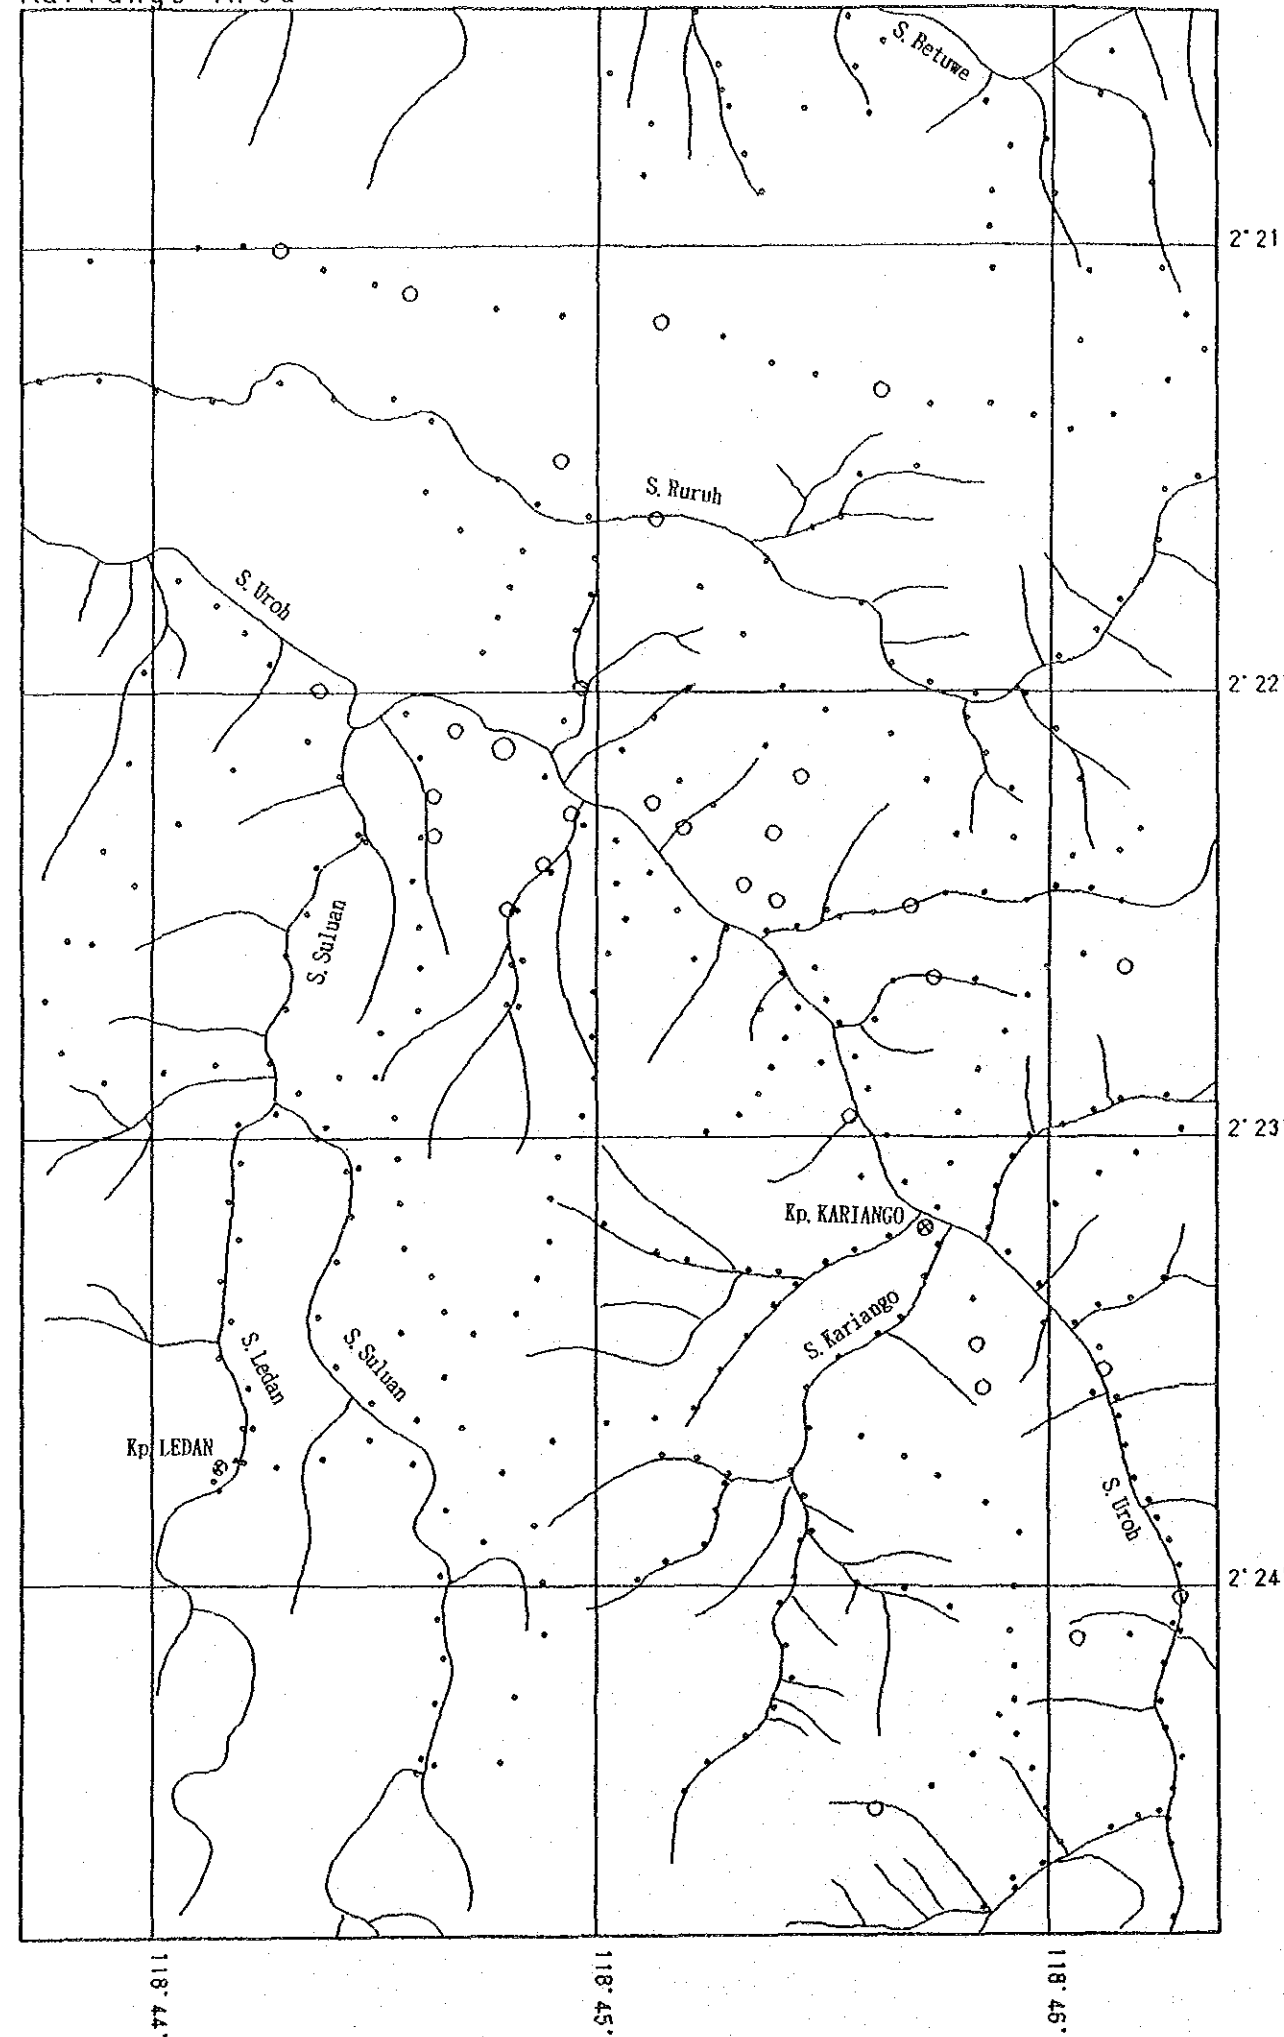 S. Retuwe
2° 21
S. Ruruh
S. Uroh
2° 22
S. Suluan
2° 23
Kp. KARIANGO
S. Kariango
S. Ledan
S. Suluan
Kp. LEDAN
S. Uroh
2° 24
118° 44'
118° 45'
118° 46'